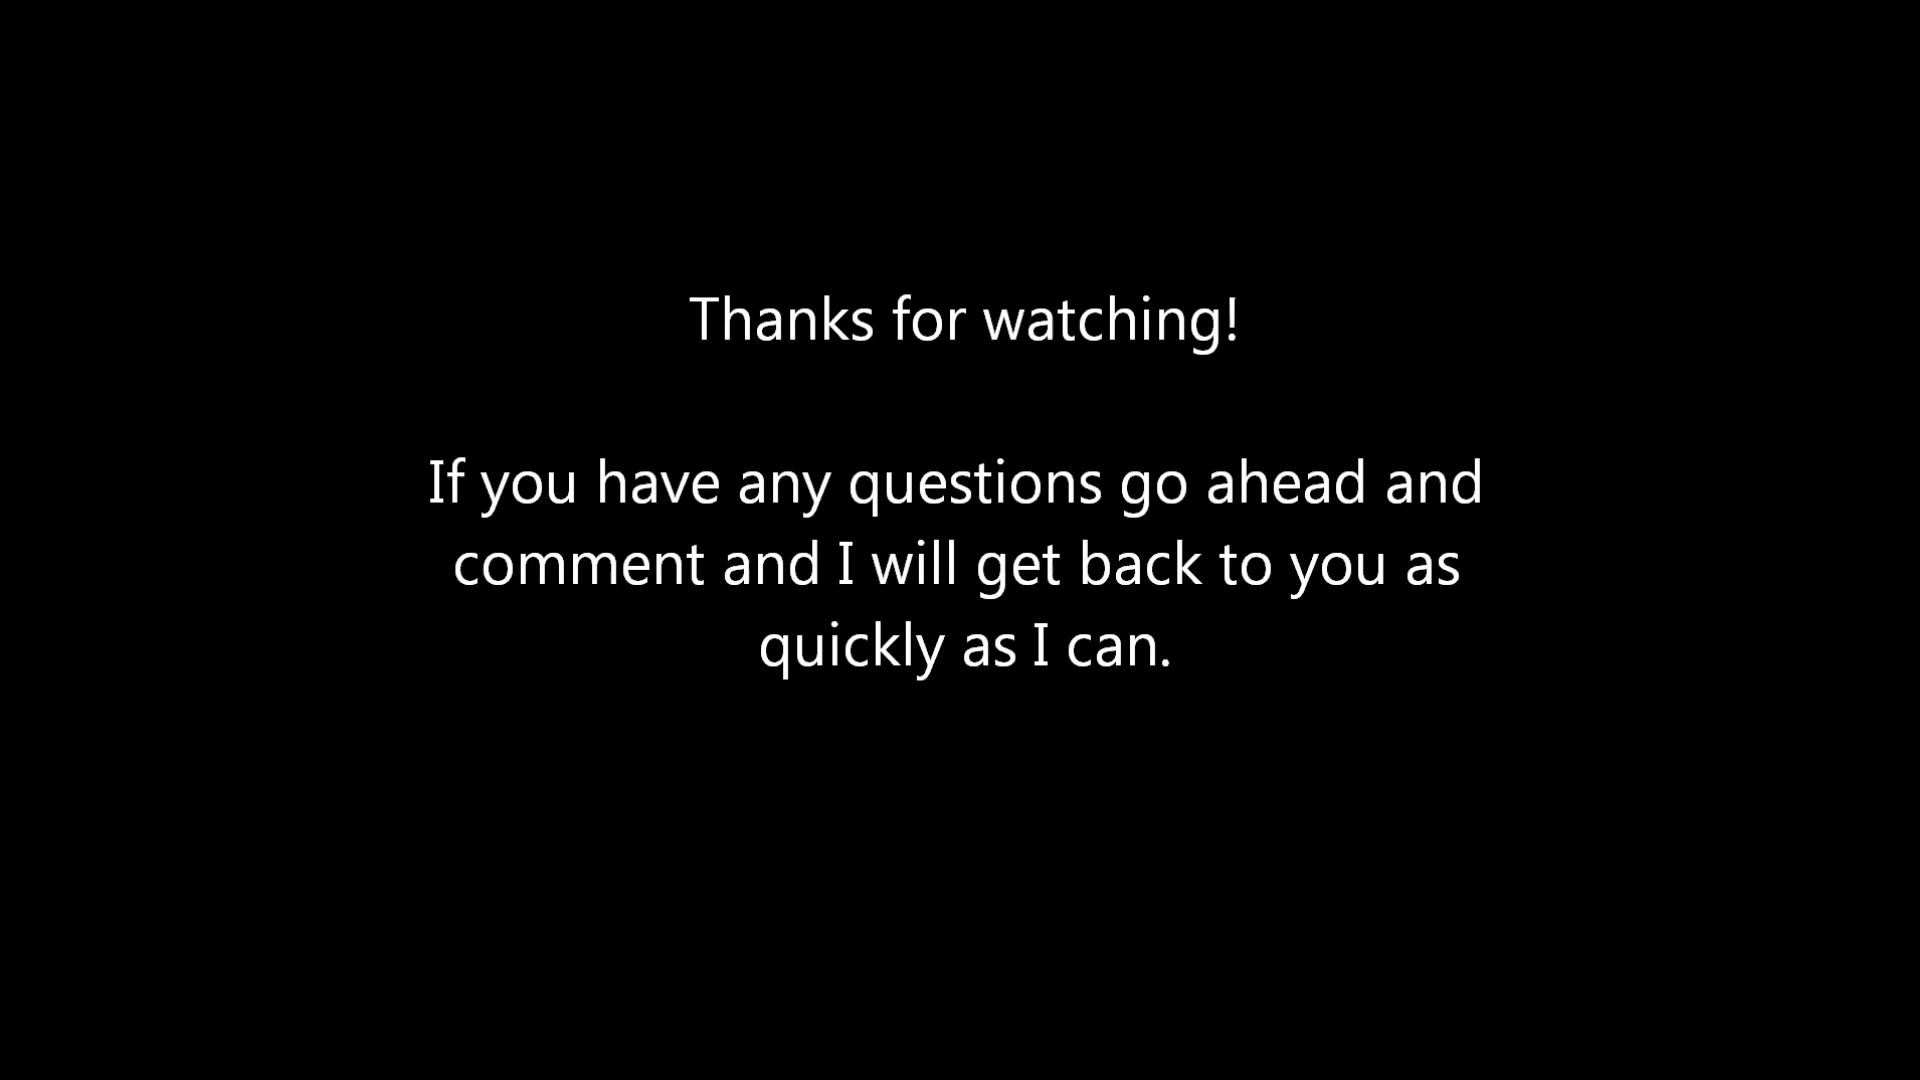 Thanks for watching!
If you have any questions go ahead and
comment and I will get back to you as
quickly as I can.